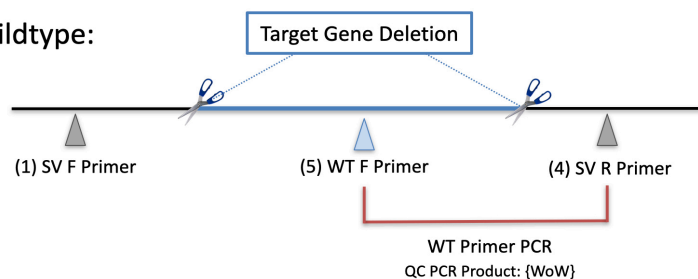 ildtype:
Target Gene Deletion
(1) SV F Primer
(5) WT F Primer
(4) SV R Primer
WT Primer PCR
QC PCR Product: {WoW}